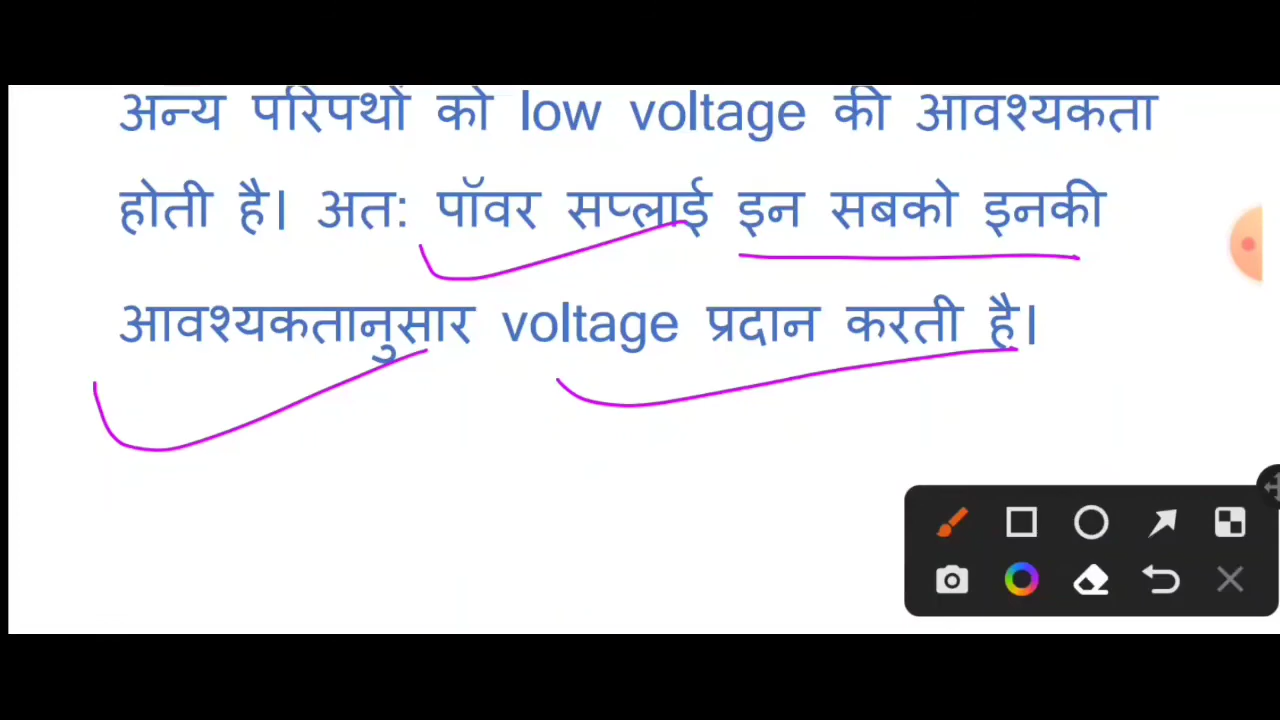 अन्य परिपथों को low voltage की आवश्यकता
होती है। अत: पॉवर सप्लाई इन सबको इनकी
आवश्यकतानुसार voltage प्रदान करती है।